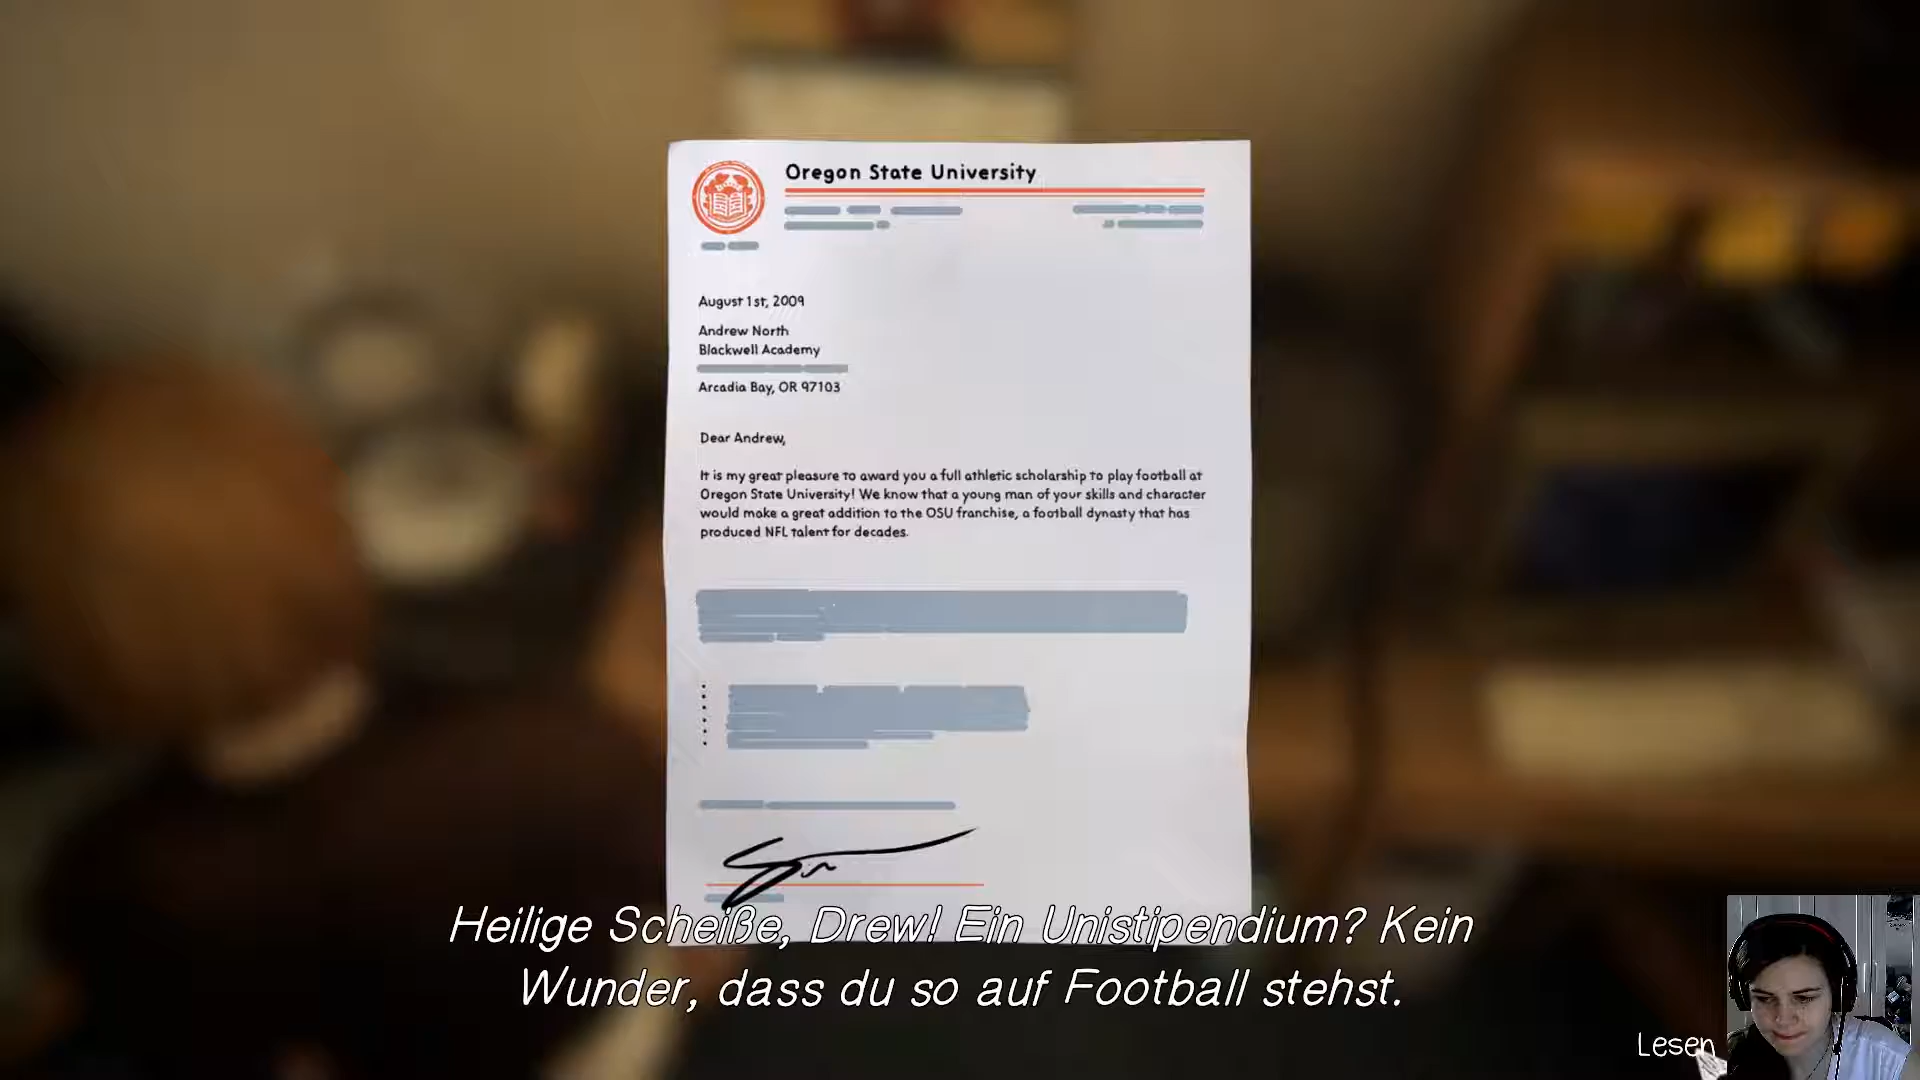 Oregon State University
August 1st, 2009
Andrew North
Blackwell Academy
Arcadia Bay, OR 97103
Dear Andrew,
It is my great pleasure to award you a full athletic scholarship to play football at
Oregon State University! We know that a young man of your skills and character
would make a great addition to the OSU franchise, a football dynasty that has
produced NFL talent for decades.
Heilige Scheiße, Drew! Ein Unistipendium? Kein
Wunder, dass du so auf Football stehst.
Lesen